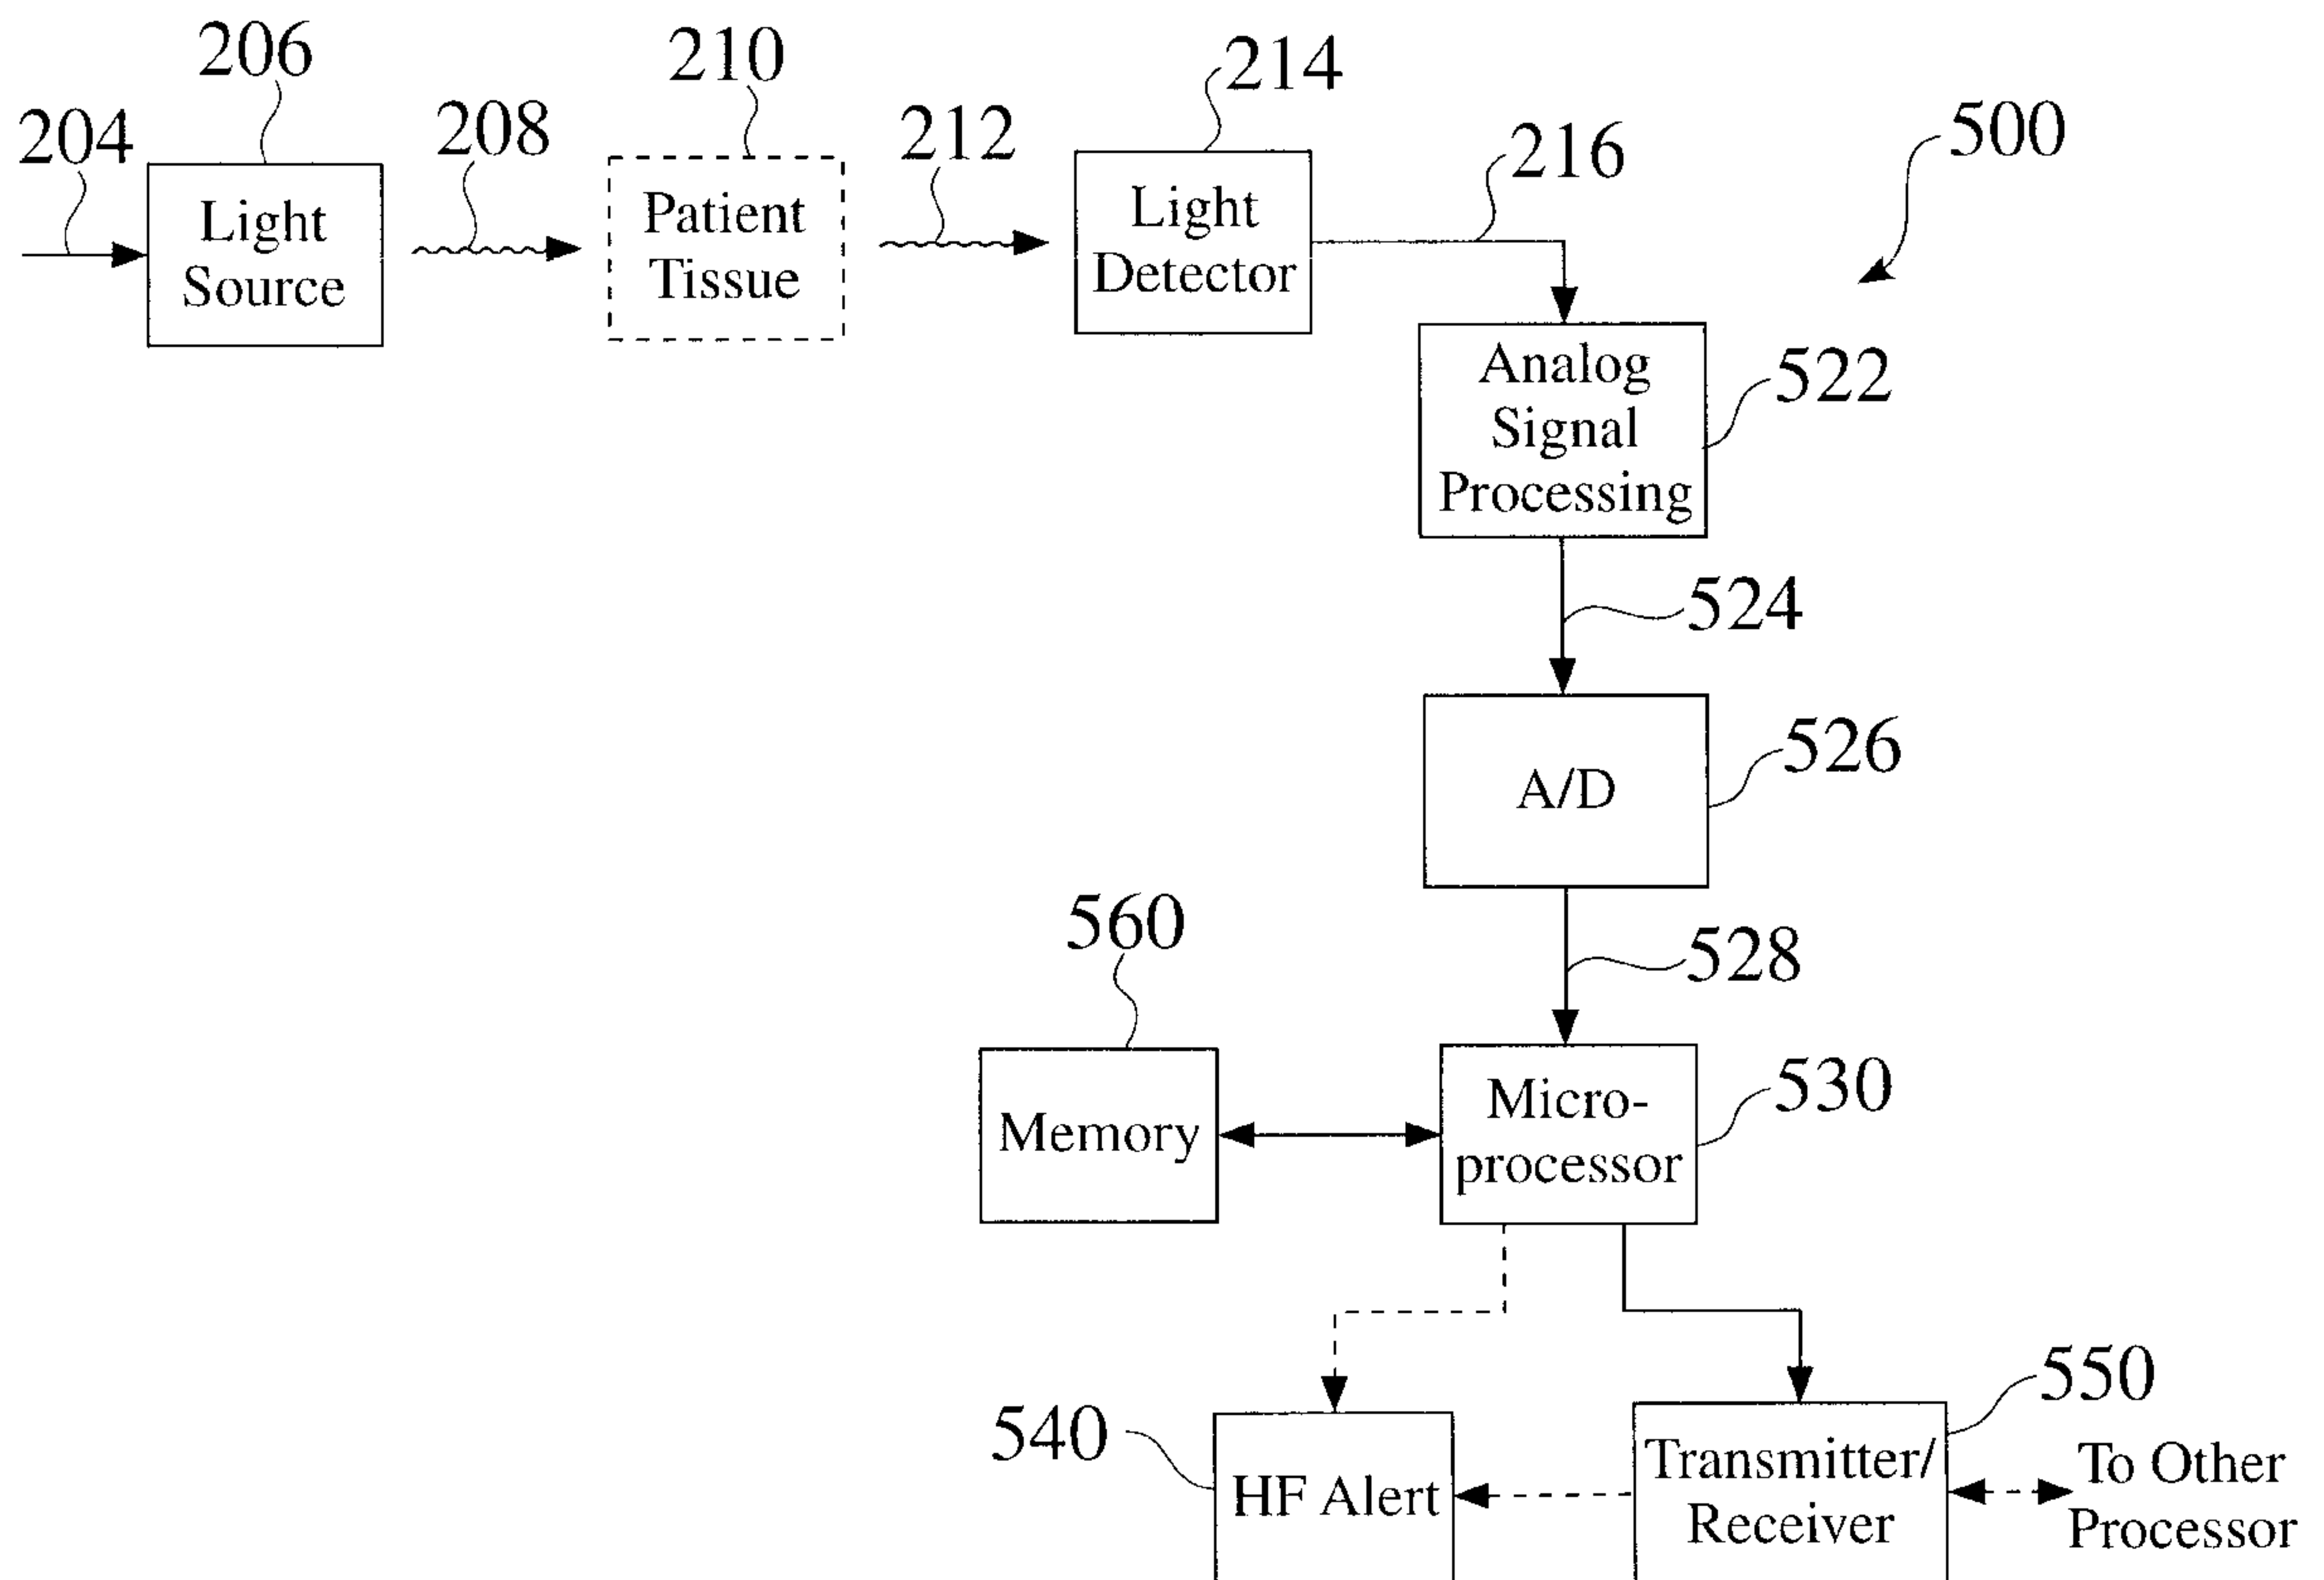 206
210
214
204
208
212
216
500
Light
Source
Patient
Tissue
Light
Detector
Analog
Signal
Processing
522
524
A/D
526
560
528
Memory
Micro-
processor
530
540
HF Alert
550
Transmitter/
Receiver
To Other
Processor